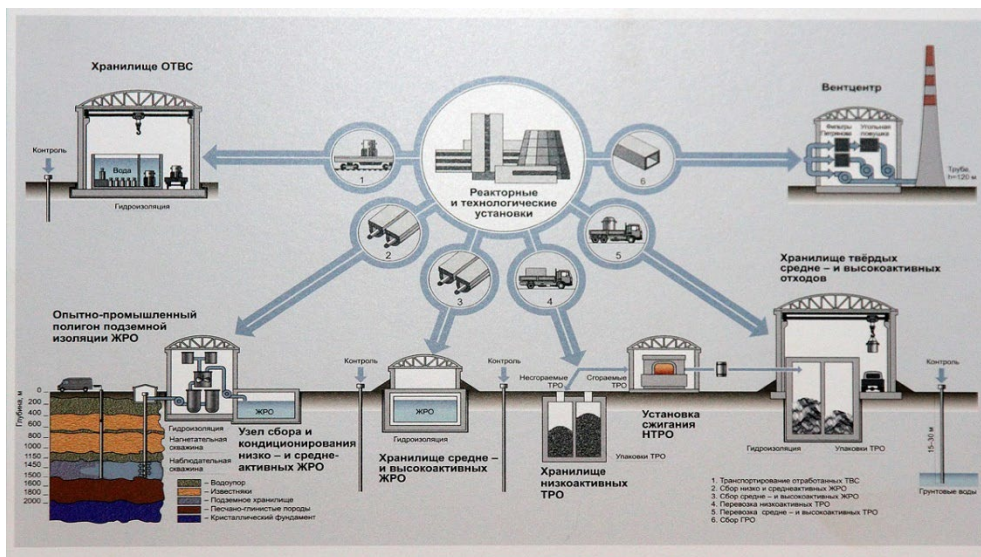 Хранилище ОТВС
Контроль
Вода
Гидроизоляция
1
Реакторные
и технологические
установки
6
Вентцентр
Фильтры
Петрянова
Угольная
ловушка
Труба,
h=120 м
2
3
4
5
Опытно-промышленный
полигон подземной
изоляции ЖРО
Глубина, м
0
200
400
600
800
1000
1150
1450
1600
1800
2000
Гидроизоляция
Нагнетательная
скважина
Наблюдательная
скважина
ЖРО
Узел сбора и
кондиционирования
низко – и средне-
активных ЖРО
– Водоупор
– Известняки
– Подземное хранилище
– Песчано-глинистые породы
– Кристаллический фундамент
Контроль
ЖРО
Гидроизоляция
Хранилище средне –
и высокоактивных
ЖРО
Контроль
Несгораемые
ТРО
Сгораемые
ТРО
Упаковки ТРО
Хранилище
низкоактивных
ТРО
Установка
сжигания
НТРО
Хранилище твёрдых
средне – и высокоактивных
отходов
Гидроизоляция
Упаковки ТРО
Контроль
15-30 м
Грунтовые воды
1. Транспортирование отработанных ТВС
2. Сбор низко и среднеактивных ЖРО
3. Сбор средне – и высокоактивных ЖРО
4. Перевозка низкоактивных ТРО
5. Перевозка средне – и высокоактивных ТРО
6. Сбор ГРО